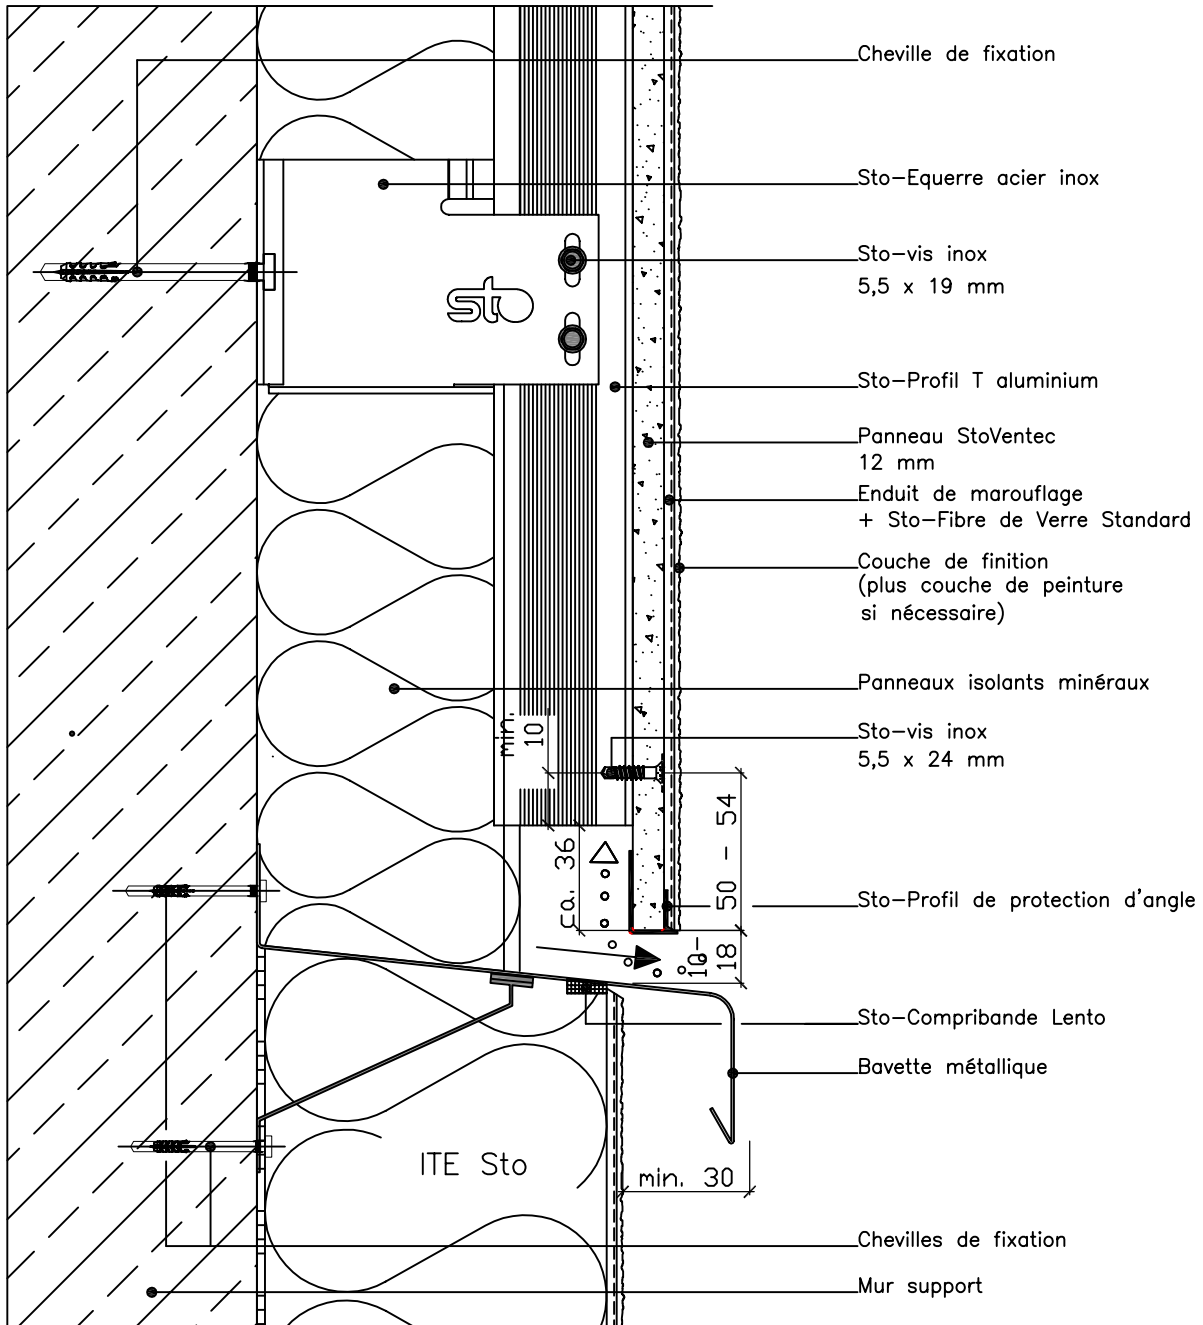 Cheville de fixation
Sto-Equerre acier inox
Sto-vis inox
5,5 x 19 mm
sto
Sto-Profil T aluminium
Panneau StoVentec
12 mm
Enduit de marouflage
+ Sto-Fibre de Verre Standard
Couche de finition
(plus couche de peinture
si nécessaire)
Panneaux isolants minéraux
Sto-vis inox
5,5 x 24 mm
min.
10
ca. 36
50 - 54
Sto-Profil de protection d'angle
10-
18
Sto-Compribande Lento
Bavette métallique
ITE Sto
min. 30
Chevilles de fixation
Mur support